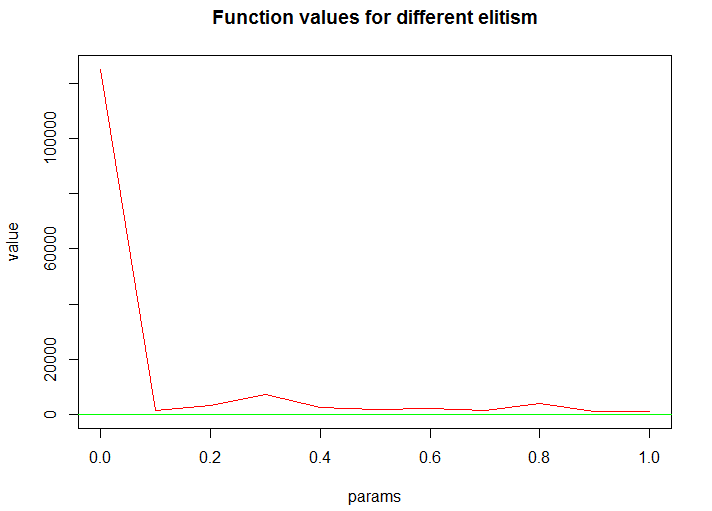 Function values for different elitism
value
100000
60000
20000
0
0.0 0.2 0.4 0.6 0.8 1.0
params